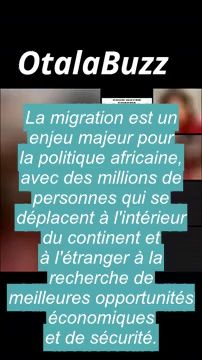 OtalaBuzz
La migration est un
enjeu majeur pour
la politique africaine,
avec des millions de
personnes qui se
déplacent à l'intérieur
du continent et
à l'étranger à la
recherche de
meilleures opportunités
économiques
et de sécurité.